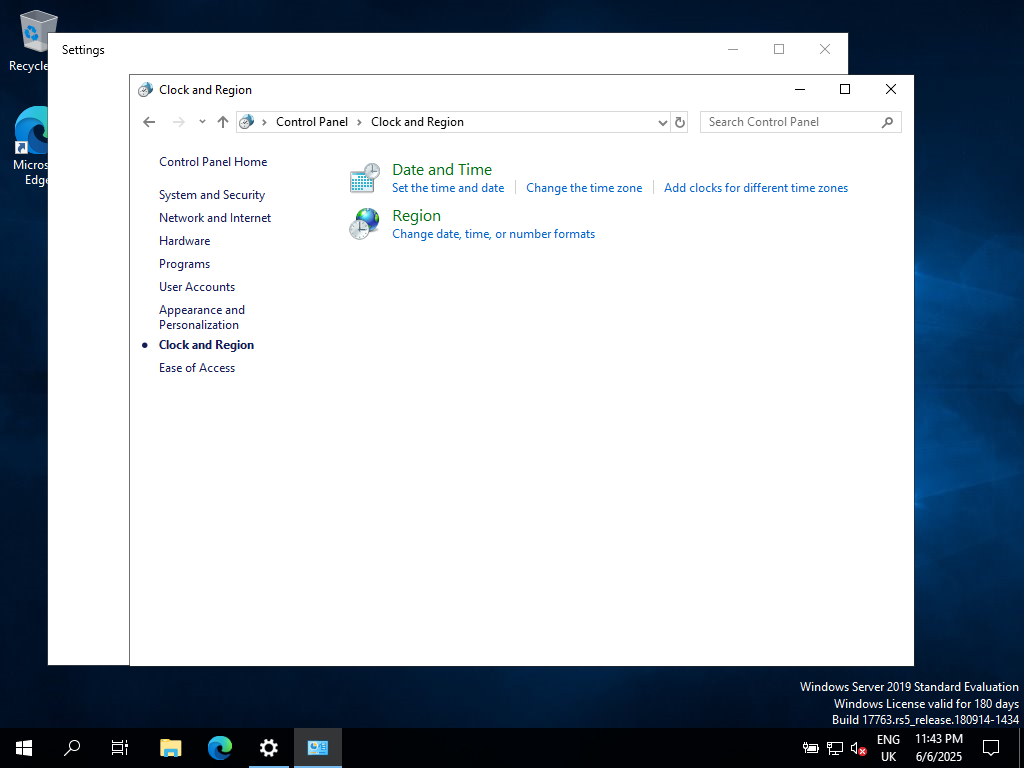 Recycle
Settings
Clock and Region
Control Panel
Clock and Region
Search Control Panel
Micros
Edge
Control Panel Home
System and Security
Network and Internet
Hardware
Programs
User Accounts
Appearance and
Personalization
Clock and Region
Ease of Access
Date and Time
Set the time and date
Change the time zone
Add clocks for different time zones
Region
Change date, time, or number formats
Windows Server 2019 Standard Evaluation
Windows License valid for 180 days
Build 17763.rs5_release.180914-1434
ENG
UK
11:43 PM
6/6/2025